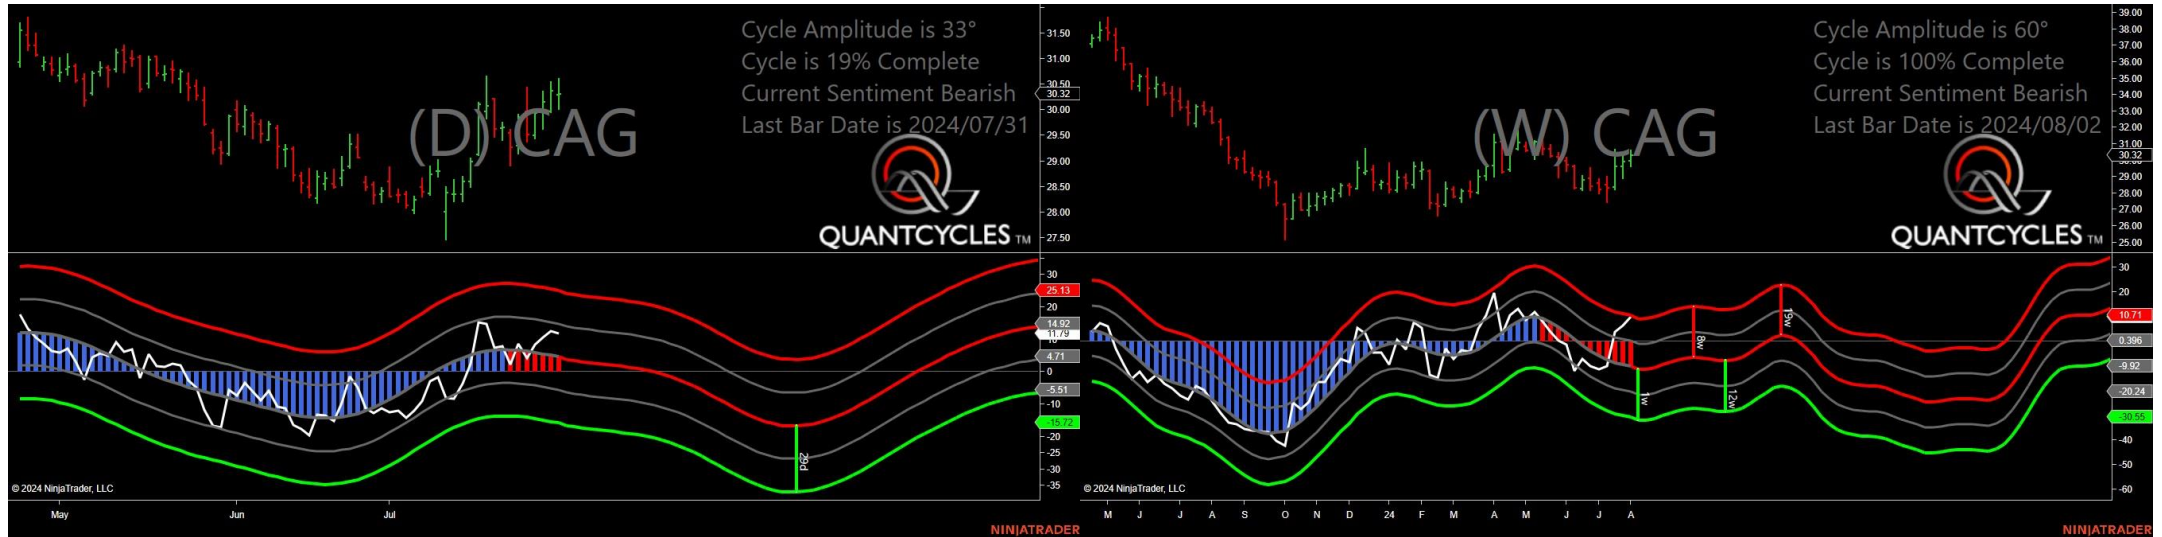 Cycle Amplitude is 33°
Cycle is 19% Complete
Current Sentiment Bearish
Last Bar Date is 2024/07/31
(D) CAG
QUANTCYCLES TM
31.50
31.00
30.50
30.32
30.00
29.50
29.00
28.50
28.00
27.50
30
25.13
20
14.92
11.79
10
4.71
0
-5.51
-10
-15.72
-20
-25
-30
-35
29d
© 2024 NinjaTrader, LLC
May Jun Jul
NINJATRADER
Cycle Amplitude is 60°
Cycle is 100% Complete
Current Sentiment Bearish
Last Bar Date is 2024/08/02
(W) CAG
QUANTCYCLES TM
39.00
38.00
37.00
36.00
35.00
34.00
33.00
32.00
31.00
30.32
29.00
28.00
27.00
26.00
25.00
30
20
10.71
0.396
-9.92
-20.24
-30.55
-40
-50
-60
8w
19w
1w
12w
© 2024 NinjaTrader, LLC
M J J A S O N D 24 F M A M J J A
NINJATRADER